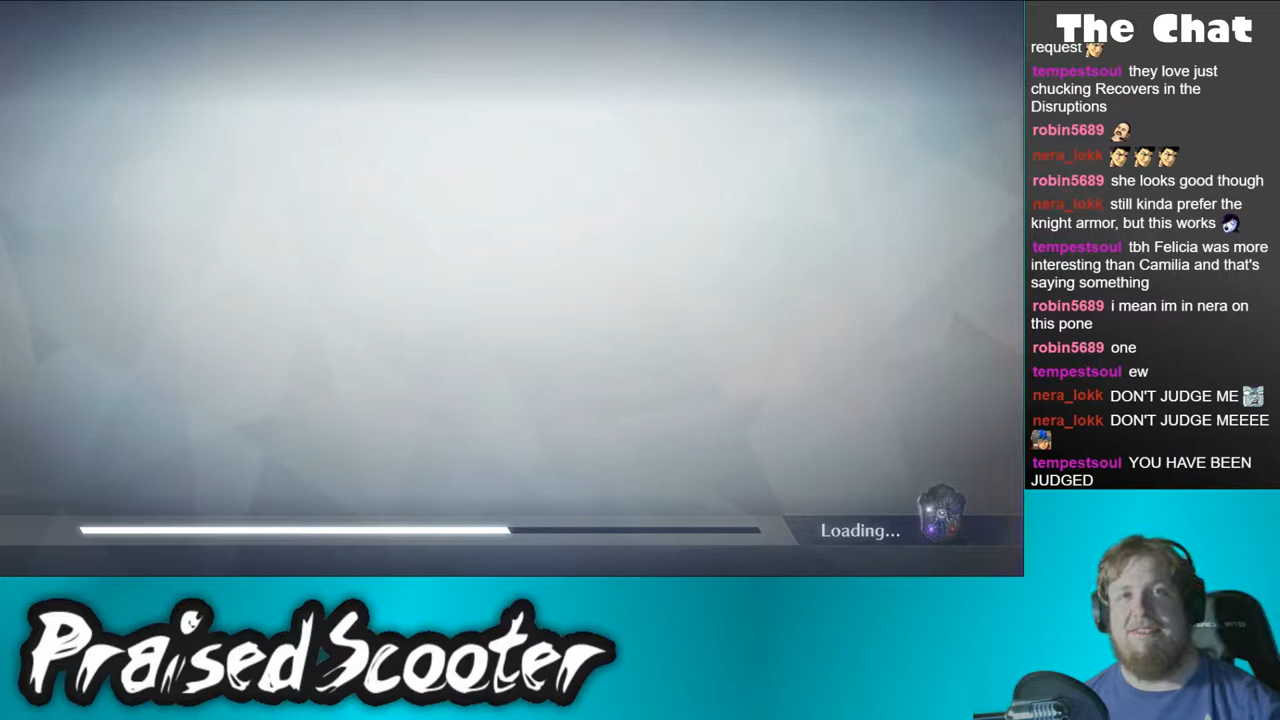 The Chat
request
tempestsoul they love just
chucking Recovers in the
Disruptions
robin5689
nera_lokk
robin5689 she looks good though
nera_lokk still kinda prefer the
knight armor, but this works
tempestsoul tbh Felicia was more
interesting than Camilia and that's
saying something
robin5689 i mean im in nera on
this pone
robin5689 one
tempestsoul ew
nera_lokk DON'T JUDGE ME
nera_lokk DON'T JUDGE MEEEE
tempestsoul YOU HAVE BEEN
JUDGED
Loading...
PraisedScooter